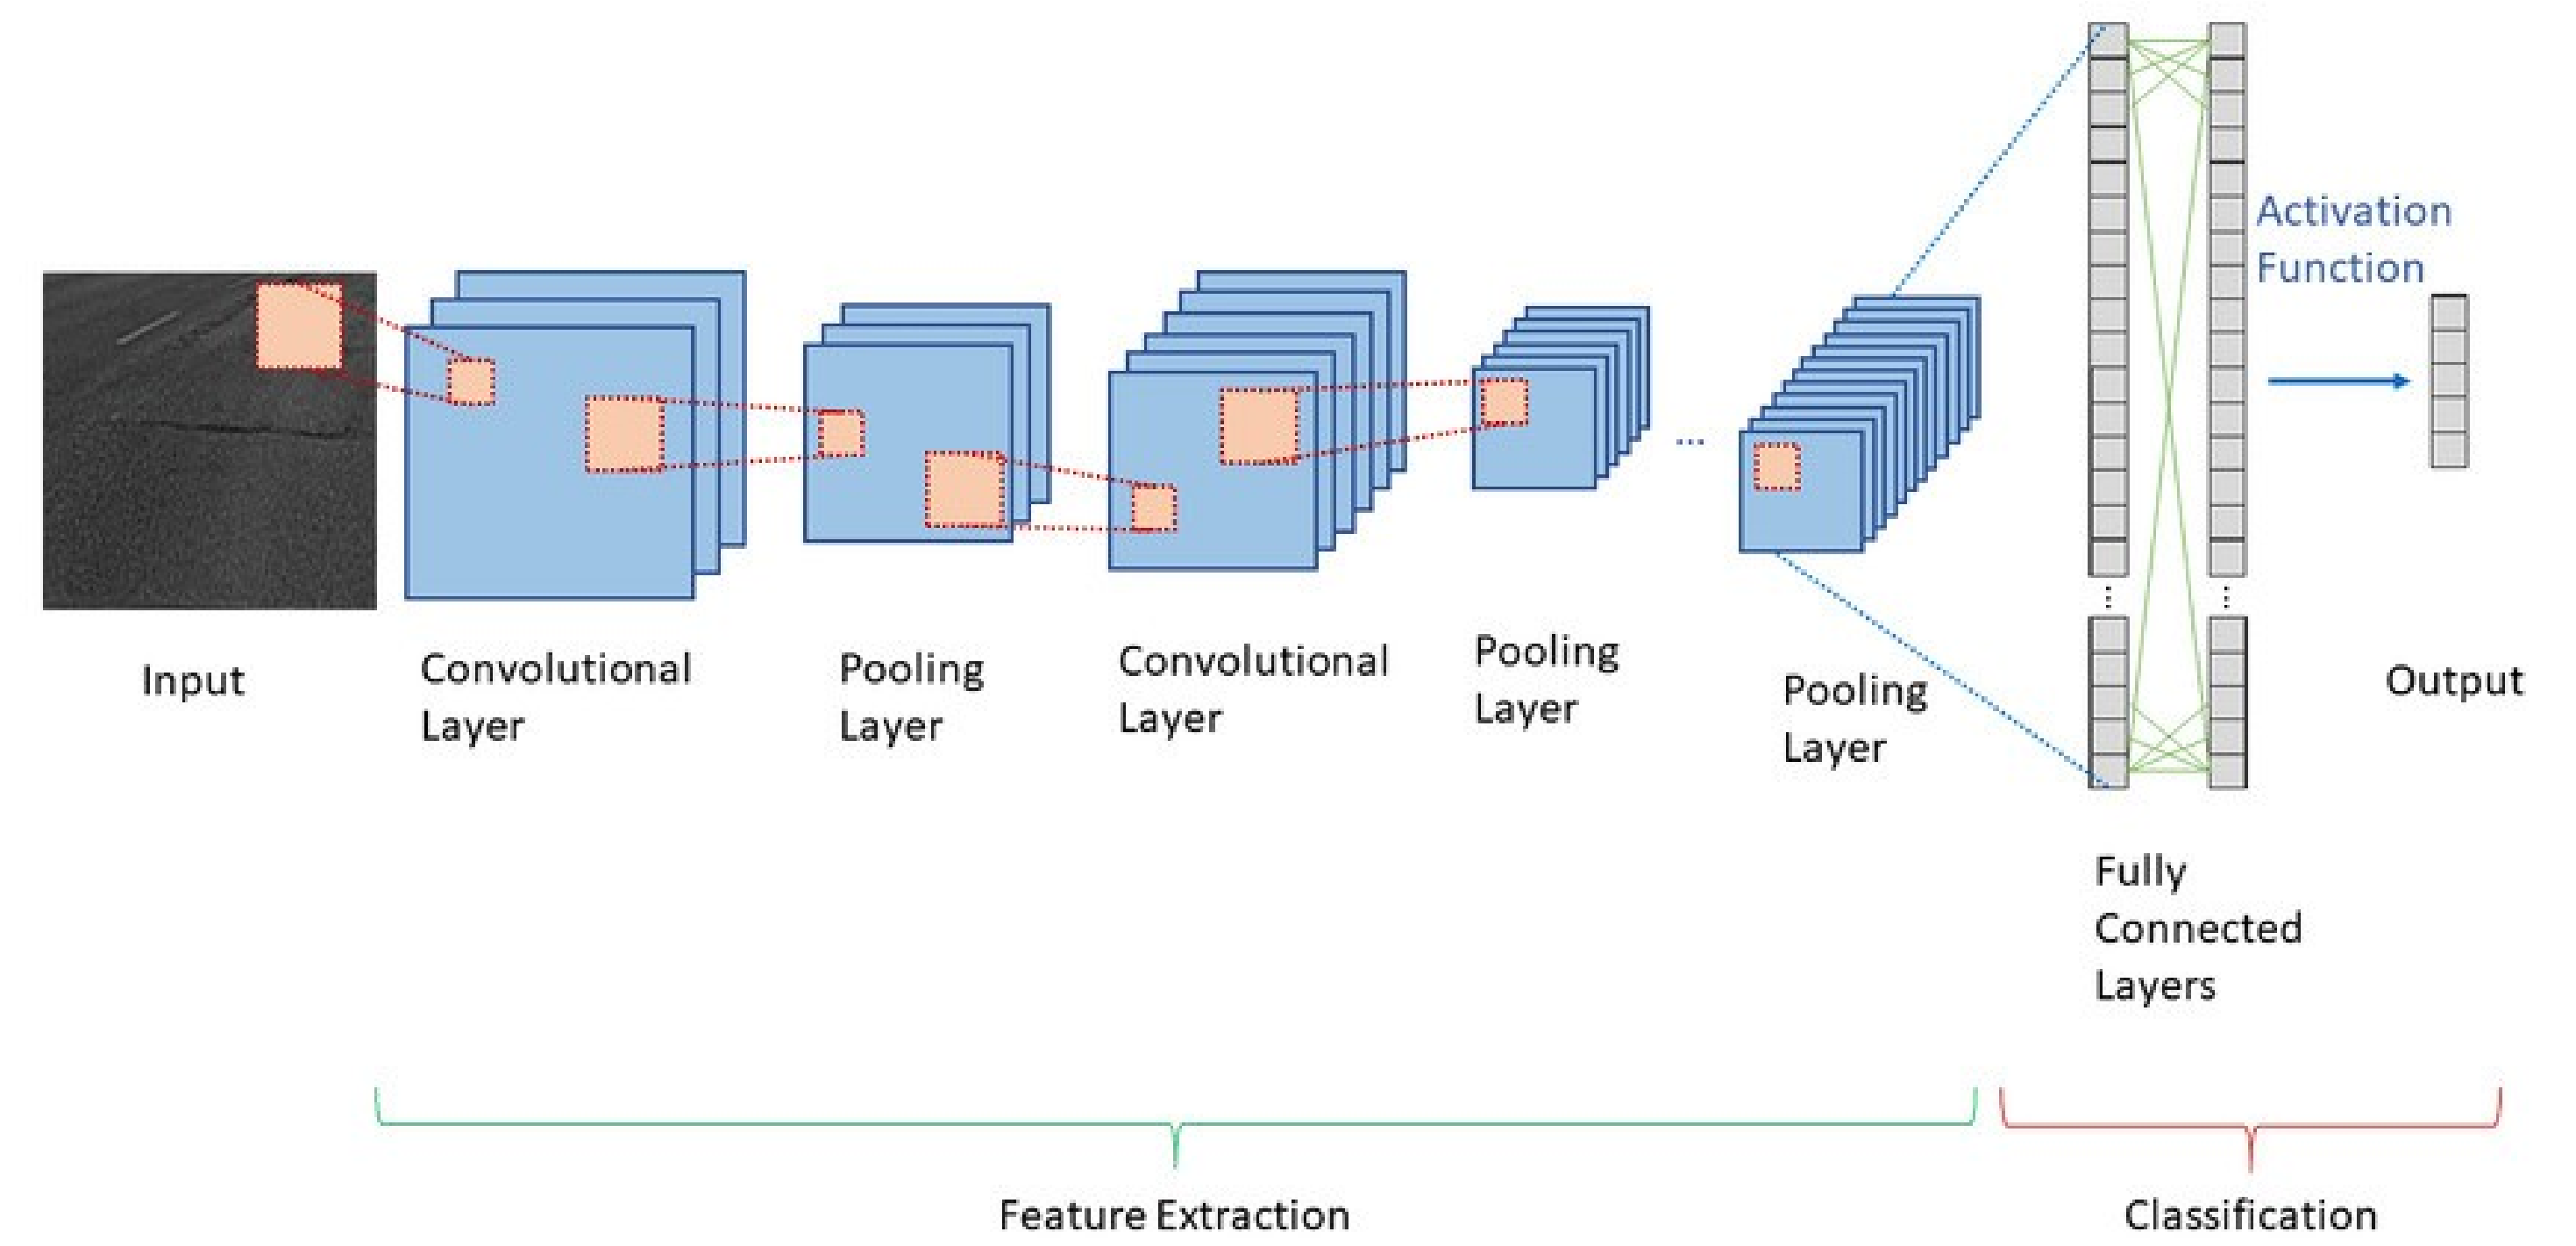 Activation
Function
Input
Convolutional
Layer
Pooling
Layer
Convolutional
Layer
Pooling
Layer
...
Pooling
Layer
Output
Fully
Connected
Layers
Feature Extraction
Classification